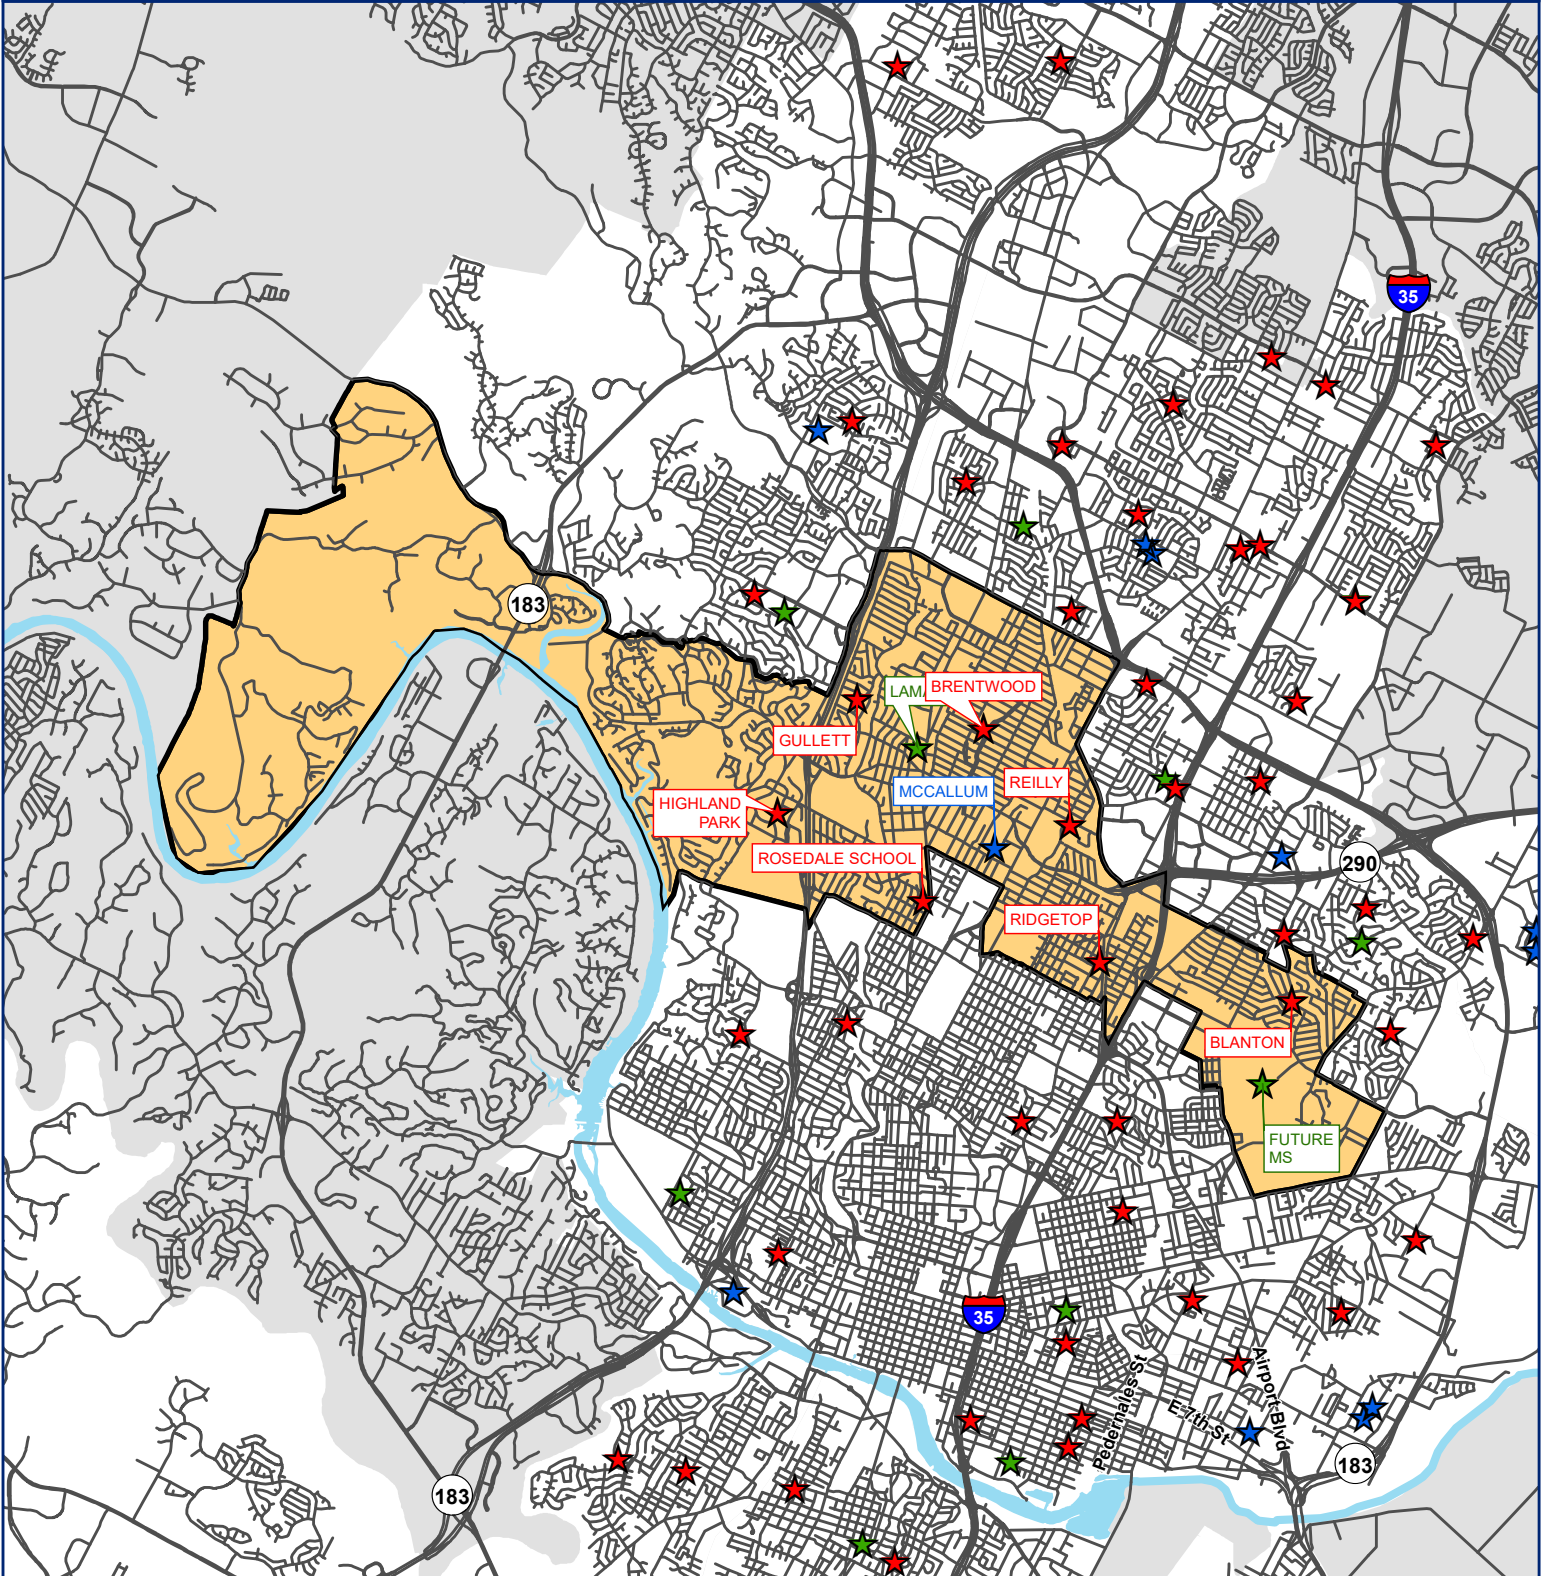 35
183
LAMA
BRENTWOOD
GULLETT
REILLY
MCCALLUM
HIGHLAND
PARK
ROSEDALE SCHOOL
290
RIDGETOP
BLANTON
FUTURE
MS
35
Pedernales St
E 7th St
Airport Blvd
183
183